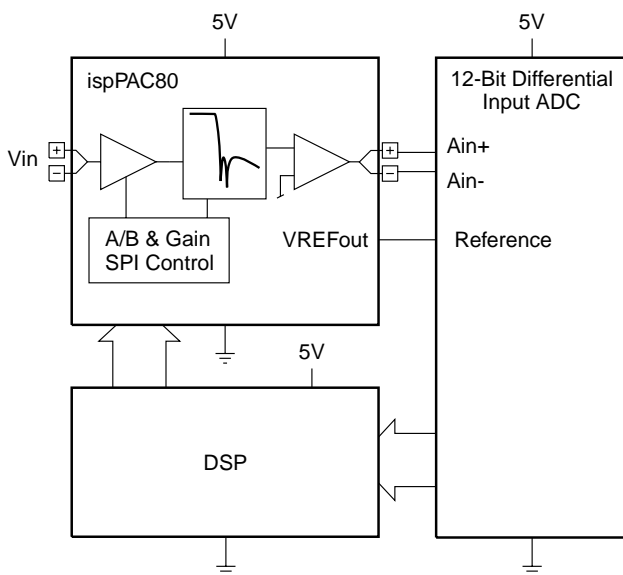 5V
5V
ispPAC80
12-Bit Differential
Input ADC
Vin
+
−
+
−
Ain+
Ain-
A/B & Gain
SPI Control
VREFout
Reference
5V
DSP